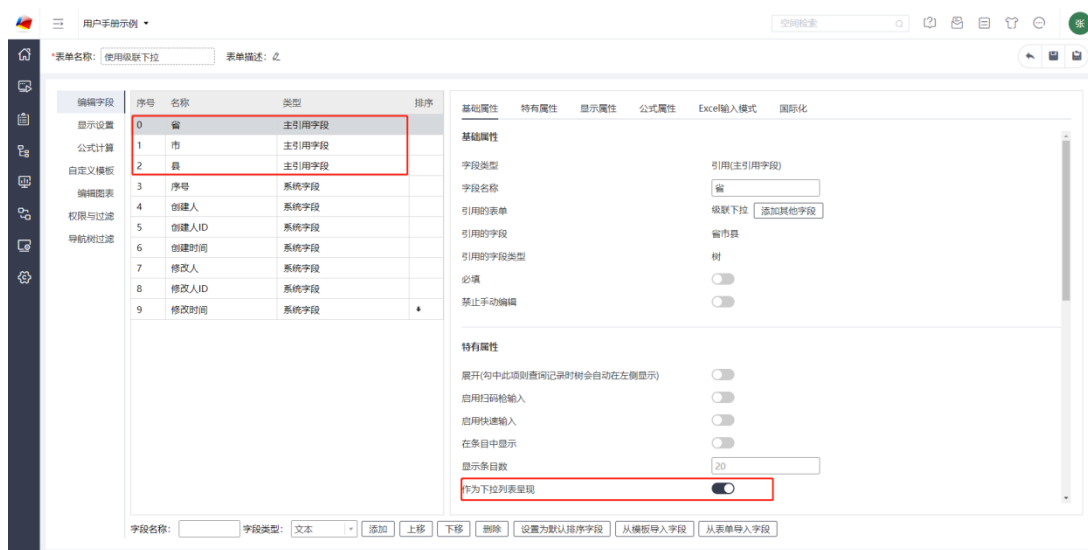 用户手册示例
空间检索
张
*表单名称: 使用级联下拉 表单描述:
编辑字段
显示设置
公式计算
自定义模板
编辑图表
权限与过滤
导航树过滤
序号 名称 类型 排序
0 省 主引用字段
1 市 主引用字段
2 县 主引用字段
3 序号 系统字段
4 创建人 系统字段
5 创建人ID 系统字段
6 创建时间 系统字段
7 修改人 系统字段
8 修改人ID 系统字段
9 修改时间 系统字段
基础属性 特有属性 显示属性 公式属性 Excel输入模式 国际化
基础属性
字段类型 引用(主引用字段)
字段名称 省
引用的表单 级联下拉 添加其他字段
引用的字段 省市县
引用的字段类型 树
必填
禁止手动编辑
特有属性
展开(勾中此项则查询记录时树会自动在左侧显示)
启用扫码枪输入
启用快速输入
在条目中显示
显示条目数 20
作为下拉列表呈现
字段名称: 字段类型: 文本 添加 上移 下移 删除 设置为默认排序字段 从模板导入字段 从表单导入字段